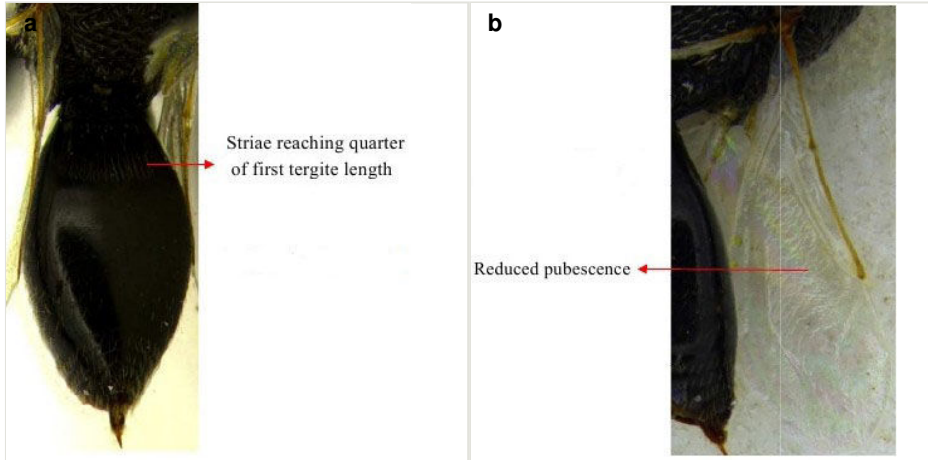 a
b
Striae reaching quarter
of first tergite length
Reduced pubescence